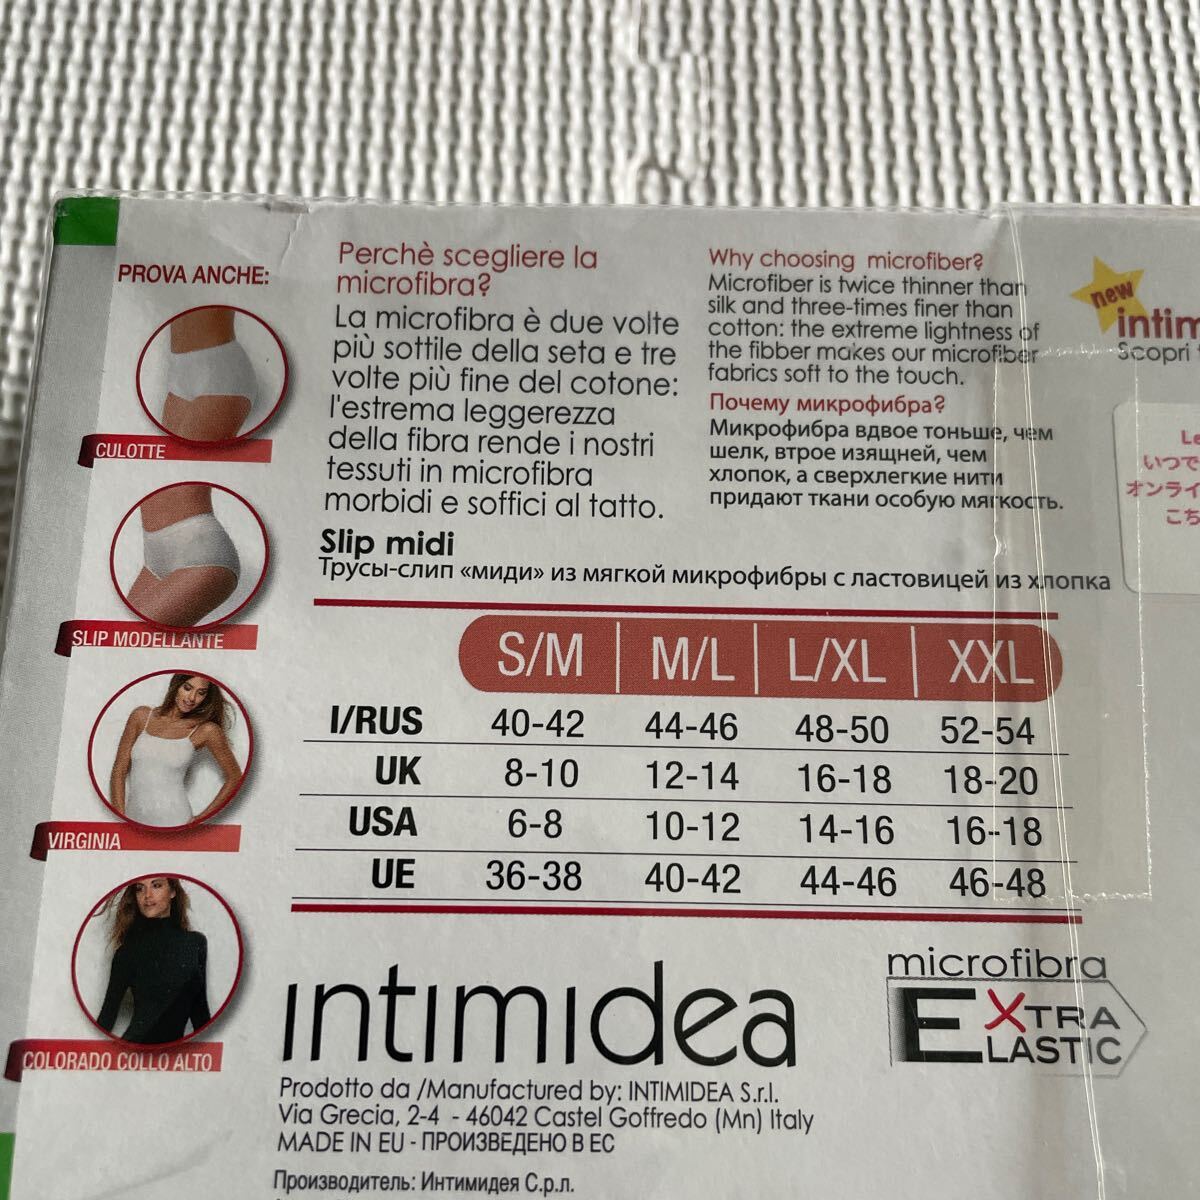 PROVA ANCHE:
CULOTTE
SLIP MODELLANTE
VIRGINIA
COLORADO COLLO ALTO
Perchè scegliere la
microfibra?
La microfibra è due volte
più sottile della seta e tre
volte più fine del cotone:
l'estrema leggerezza
della fibra rende i nostri
tessuti in microfibra
morbidi e soffici al tatto.
Why choosing microfiber?
Microfiber is twice thinner than
silk and three-times finer than
cotton: the extreme lightness of
the fibber makes our microfiber
fabrics soft to the touch.
Почему микрофибра?
Микрофибра вдвое тоньше, чем
шелк, втрое изящней, чем
хлопок, а сверхлегкие нити
придают ткани особую мягкость.
new
intim
Scopri
Le
いつで
オンライ
こち
Slip midi
Трусы-слип «миди» из мягкой микрофибры с ластовицей из хлопка
S/M M/L L/XL XXL
I/RUS 40-42 44-46 48-50 52-54
UK 8-10 12-14 16-18 18-20
USA 6-8 10-12 14-16 16-18
UE 36-38 40-42 44-46 46-48
intimidea
microfibra
EXTRA
ELASTIC
Prodotto da /Manufactured by: INTIMIDEA S.r.l.
Via Grecia, 2-4 - 46042 Castel Goffredo (Mn) Italy
MADE IN EU - ПРОИЗВЕДЕНО В ЕС
Производитель: Интимидея С.р.л.